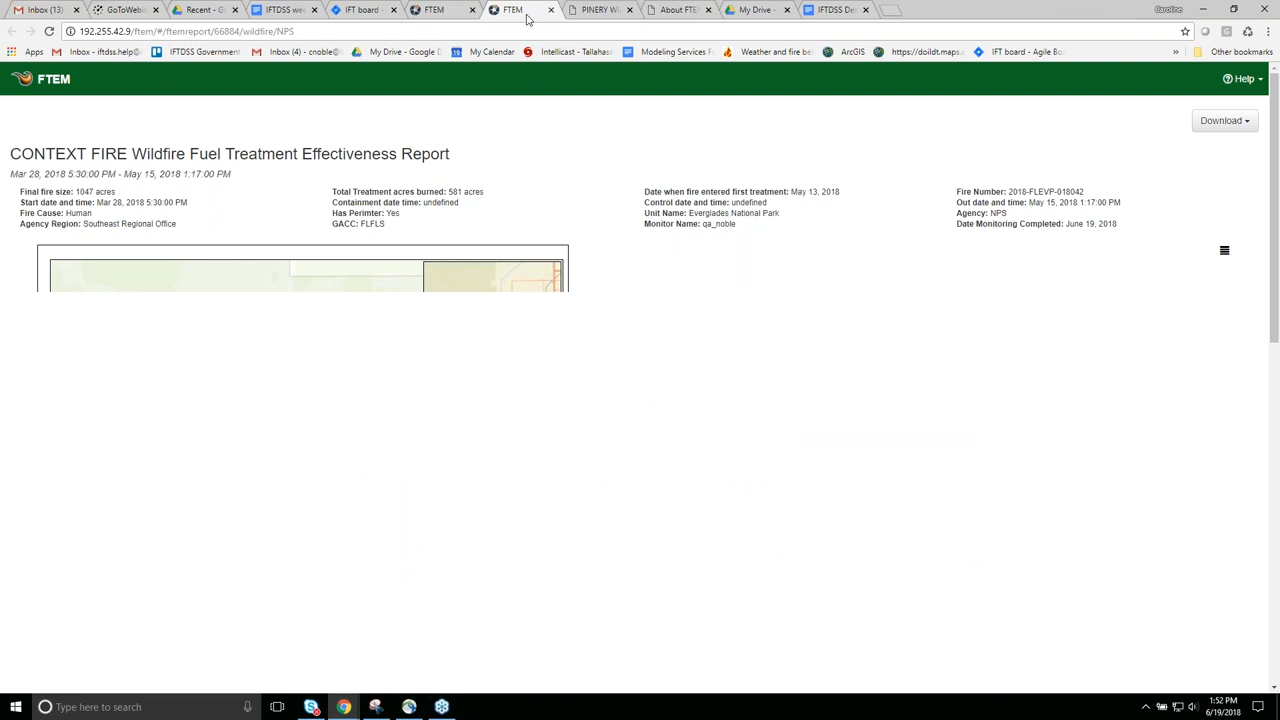 Inbox (13)
GoToWebin
Recent - Go
IFTDSS wee
IFT board -
FTEM
FTEM
PINERY Wi
About FTE
My Drive -
IFTDSS Des
Caroline
192.255.42.9/ftem/#/ftemreport/66884/wildfire/NPS
Apps
Inbox - iftdss.help@
IFTDSS Government
Inbox (4) - cnoble@
My Drive - Google D
My Calendar
Intellicast - Tallahass
Modeling Services F
Weather and fire be
ArcGIS
https://doildt.maps.
IFT board - Agile Bo
»
Other bookmarks
FTEM
Help
Download
CONTEXT FIRE Wildfire Fuel Treatment Effectiveness Report
Mar 28, 2018 5:30:00 PM - May 15, 2018 1:17:00 PM
Final fire size: 1047 acres
Start date and time: Mar 28, 2018 5:30:00 PM
Fire Cause: Human
Agency Region: Southeast Regional Office
Total Treatment acres burned: 581 acres
Containment date time: undefined
Has Perimter: Yes
GACC: FLFLS
Date when fire entered first treatment: May 13, 2018
Control date and time: undefined
Unit Name: Everglades National Park
Monitor Name: qa_noble
Fire Number: 2018-FLEVP-018042
Out date and time: May 15, 2018 1:17:00 PM
Agency: NPS
Date Monitoring Completed: June 19, 2018
Type here to search
1:52 PM
6/19/2018